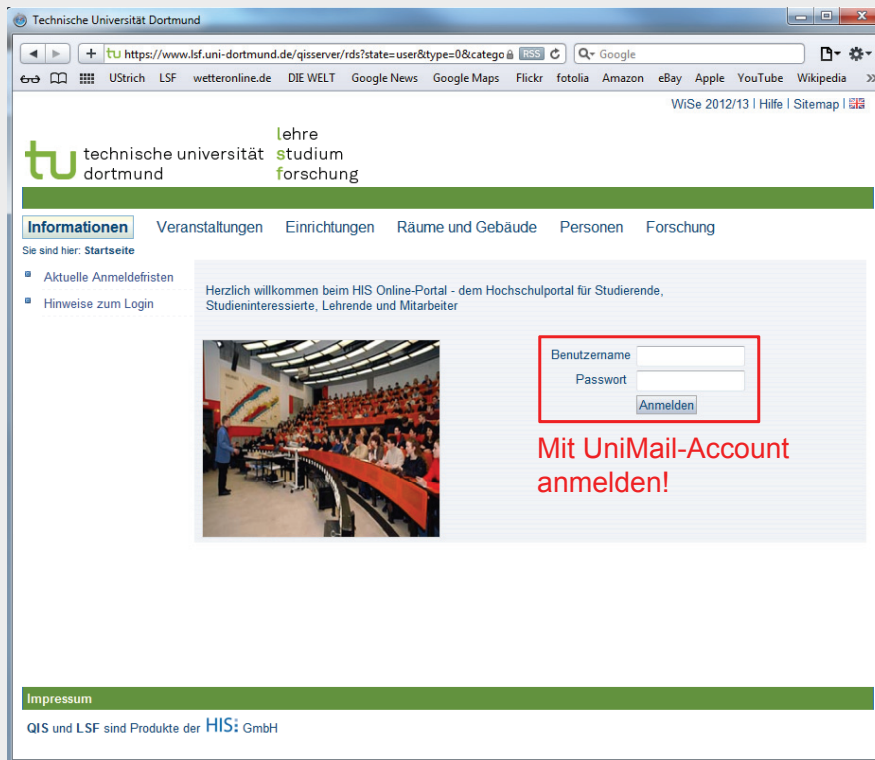 Technische Universität Dortmund
https://www.lsf.uni-dortmund.de/qisserver/rds?state=user&type=0&catego RSS Google
UStrich LSF wetteronline.de DIE WELT Google News Google Maps Flickr fotolia Amazon eBay Apple YouTube Wikipedia
WiSe 2012/13 | Hilfe | Sitemap |
tu technische universität dortmund
lehre
studium
forschung
Informationen Veranstaltungen Einrichtungen Räume und Gebäude Personen Forschung
Sie sind hier: Startseite
Aktuelle Anmeldefristen
Hinweise zum Login
Herzlich willkommen beim HIS Online-Portal - dem Hochschulportal für Studierende,
Studieninteressierte, Lehrende und Mitarbeiter
Benutzername
Passwort
Anmelden
Mit UniMail-Account
anmelden!
Impressum
QIS und LSF sind Produkte der HIS: GmbH